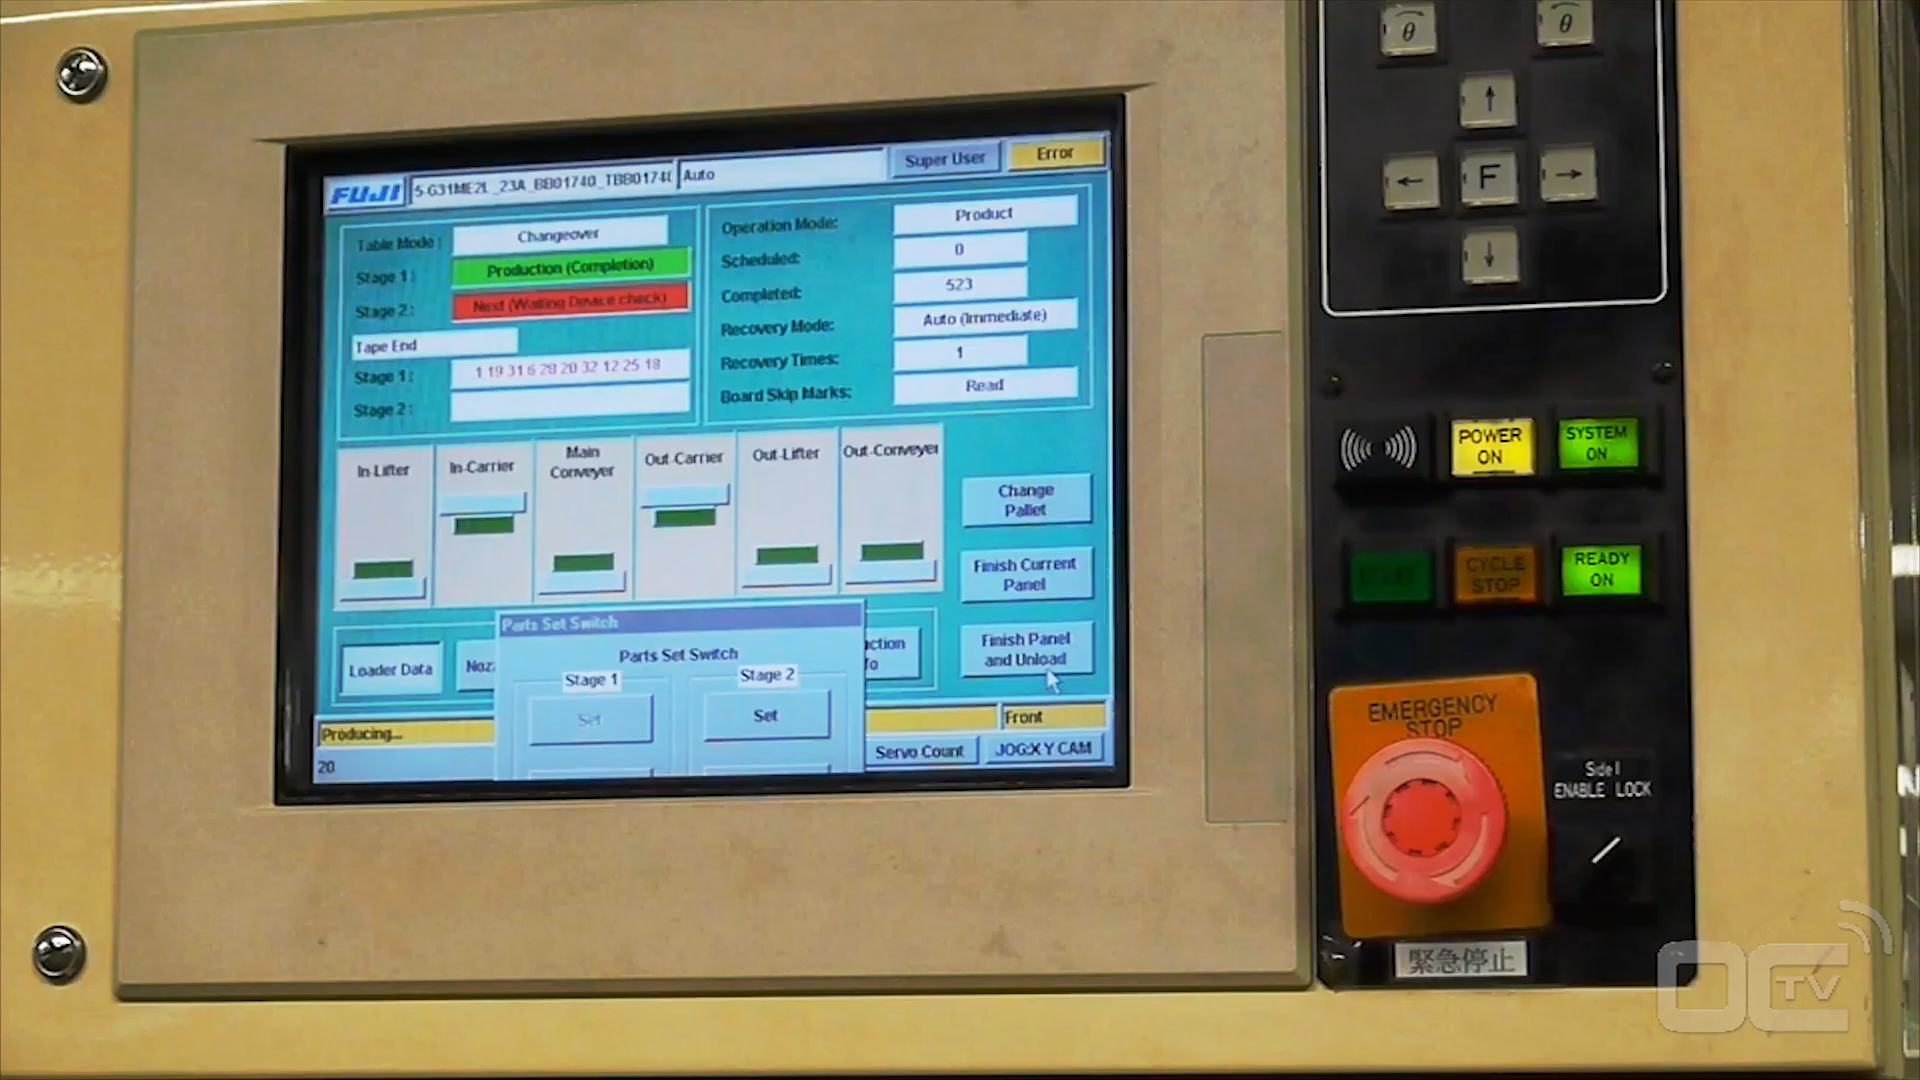 FUJI
5-G31ME2L_23A_BB01740_TBB0174(
Auto
Super User
Error
Table Mode :
Changeover
Stage 1 :
Production (Completion)
Stage 2 :
Next (Waiting Device check)
Tape End
Stage 1 :
1 19 31 6 28 20 32 12 25 18
Stage 2 :
Operation Mode:
Product
Scheduled:
0
Completed:
523
Recovery Mode:
Auto (Immediate)
Recovery Times:
1
Board Skip Marks:
Read
In-Lifter
In-Carrier
Main
Conveyer
Out-Carrier
Out-Lifter
Out-Conveyer
Change
Pallet
Finish Current
Panel
Finish Panel
and Unload
Loader Data
Noz
Parts Set Switch
Parts Set Switch
Stage 1
Set
Stage 2
Set
uction
fo
Producing...
Front
20
Servo Count
JOG:X Y CAM
θ
θ
↑
←
F
→
↓
POWER
ON
SYSTEM
ON
START
CYCLE
STOP
READY
ON
EMERGENCY
STOP
Side 1
ENABLE LOCK
緊急停止
OC TV